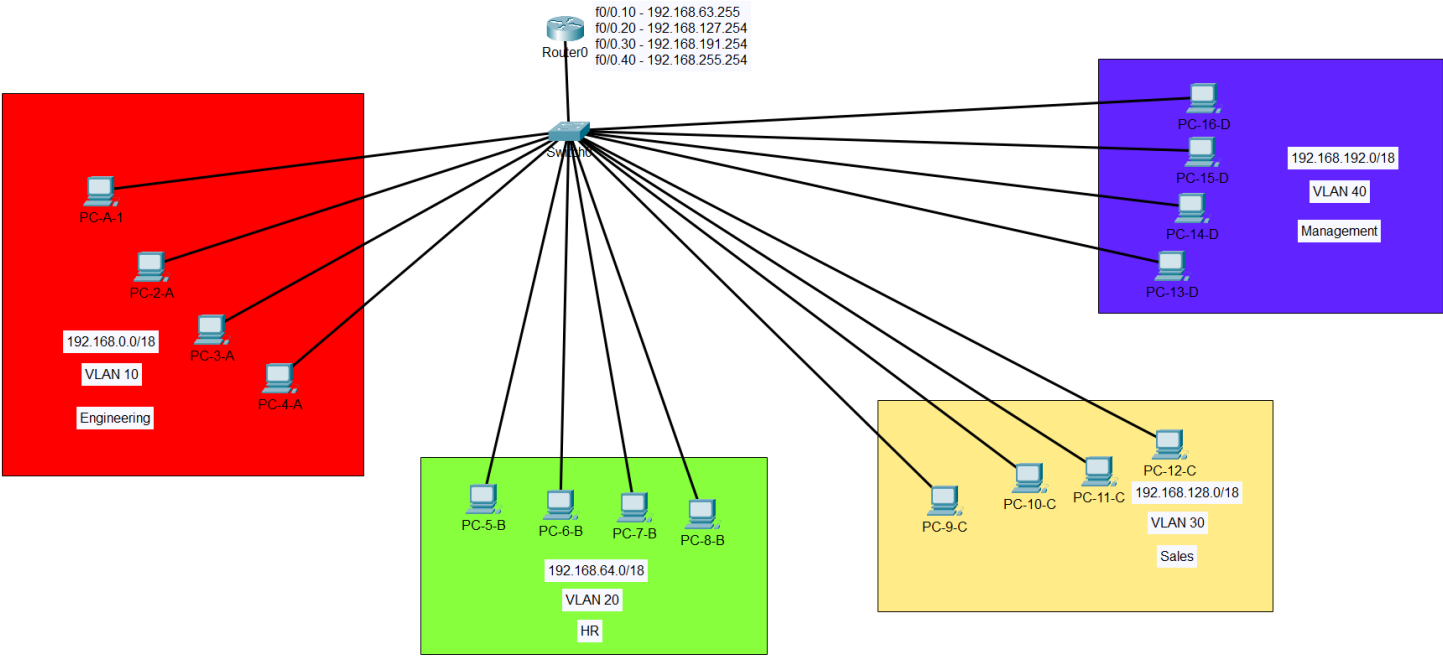 f0/0.10 - 192.168.63.255
f0/0.20 - 192.168.127.254
f0/0.30 - 192.168.191.254
f0/0.40 - 192.168.255.254
Router0
Switch0
PC-A-1
PC-2-A
PC-3-A
PC-4-A
192.168.0.0/18
VLAN 10
Engineering
PC-5-B
PC-6-B
PC-7-B
PC-8-B
192.168.64.0/18
VLAN 20
HR
PC-9-C
PC-10-C
PC-11-C
PC-12-C
192.168.128.0/18
VLAN 30
Sales
PC-16-D
PC-15-D
PC-14-D
PC-13-D
192.168.192.0/18
VLAN 40
Management